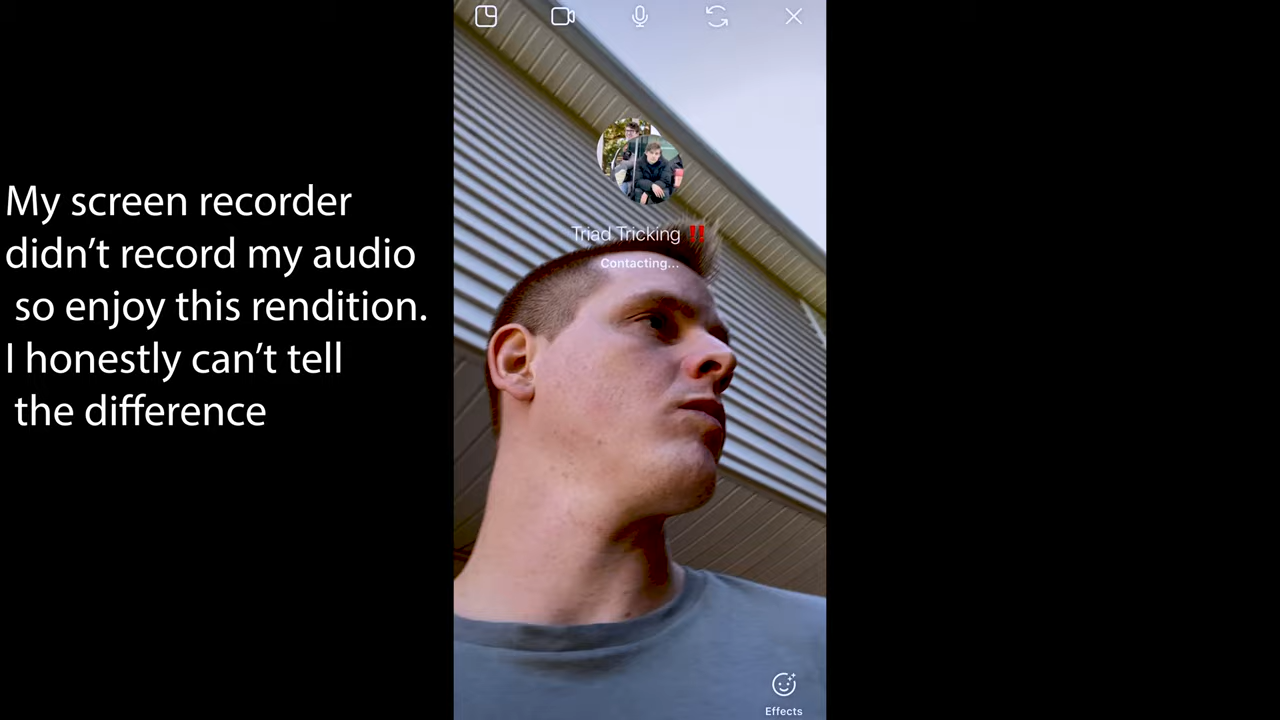 My screen recorder
didn't record my audio
so enjoy this rendition.
I honestly can't tell
the difference
Triad Tricking ‼️
Contacting...
Effects